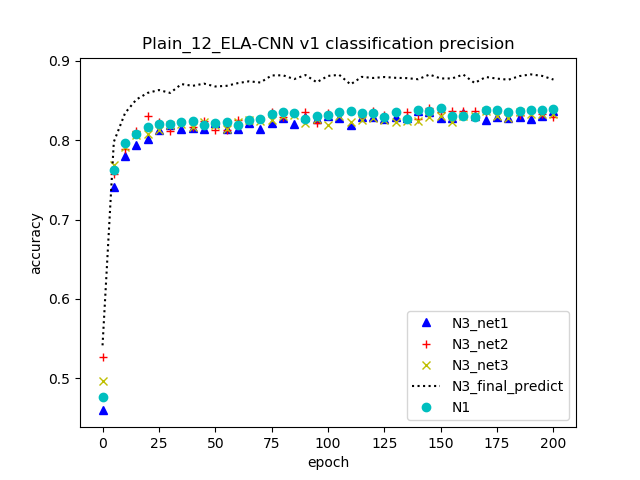 Plain_12_ELA-CNN v1 classification precision
accuracy
0.9
0.8
0.7
0.6
0.5
0 25 50 75 100 125 150 175 200
epoch
N3_net1
N3_net2
N3_net3
N3_final_predict
N1